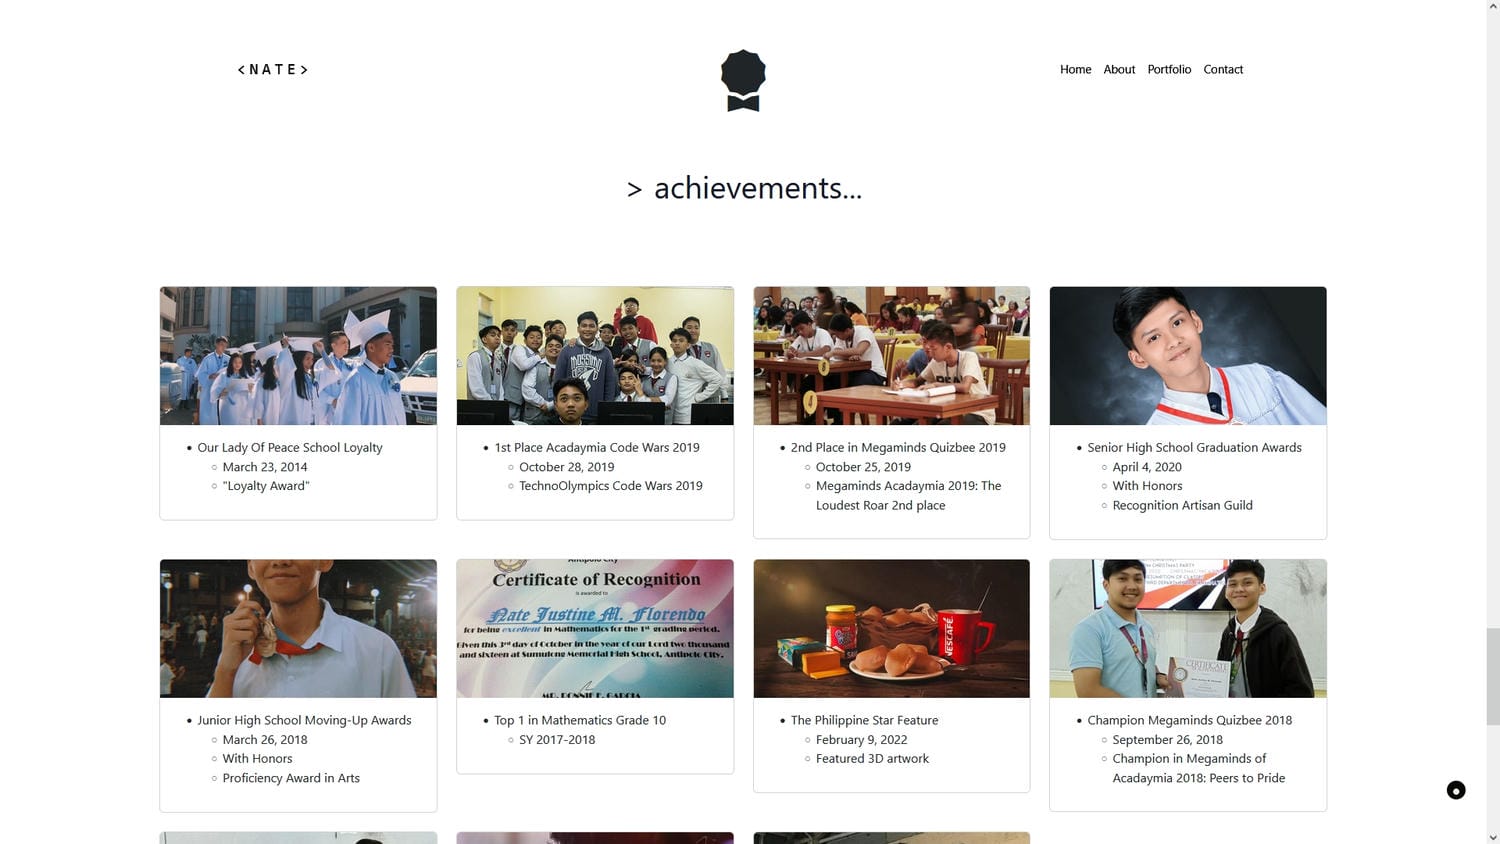 <NATE>
Home About Portfolio Contact
> achievements...
• Our Lady Of Peace School Loyalty
○ March 23, 2014
○ "Loyalty Award"
• 1st Place Acadaymia Code Wars 2019
○ October 28, 2019
○ TechnoOlympics Code Wars 2019
• 2nd Place in Megaminds Quizbee 2019
○ October 25, 2019
○ Megaminds Acadaymia 2019: The
Loudest Roar 2nd place
• Senior High School Graduation Awards
○ April 4, 2020
○ With Honors
○ Recognition Artisan Guild
• Junior High School Moving-Up Awards
○ March 26, 2018
○ With Honors
○ Proficiency Award in Arts
Antipolo City
Certificate of Recognition
is awarded to
Nate Justine M. Florendo
for being excellent in Mathematics for the 1st grading period.
Given this 3rd day of October in the year of our Lord two thousand
and sixteen at Sumulong Memorial High School, Antipolo City.
MR. RONNIE P. GARCIA
• Top 1 in Mathematics Grade 10
○ SY 2017-2018
NESCAFÉ
• The Philippine Star Feature
○ February 9, 2022
○ Featured 3D artwork
CERTIFICATE
• Champion Megaminds Quizbee 2018
○ September 26, 2018
○ Champion in Megaminds of
Acadaymia 2018: Peers to Pride